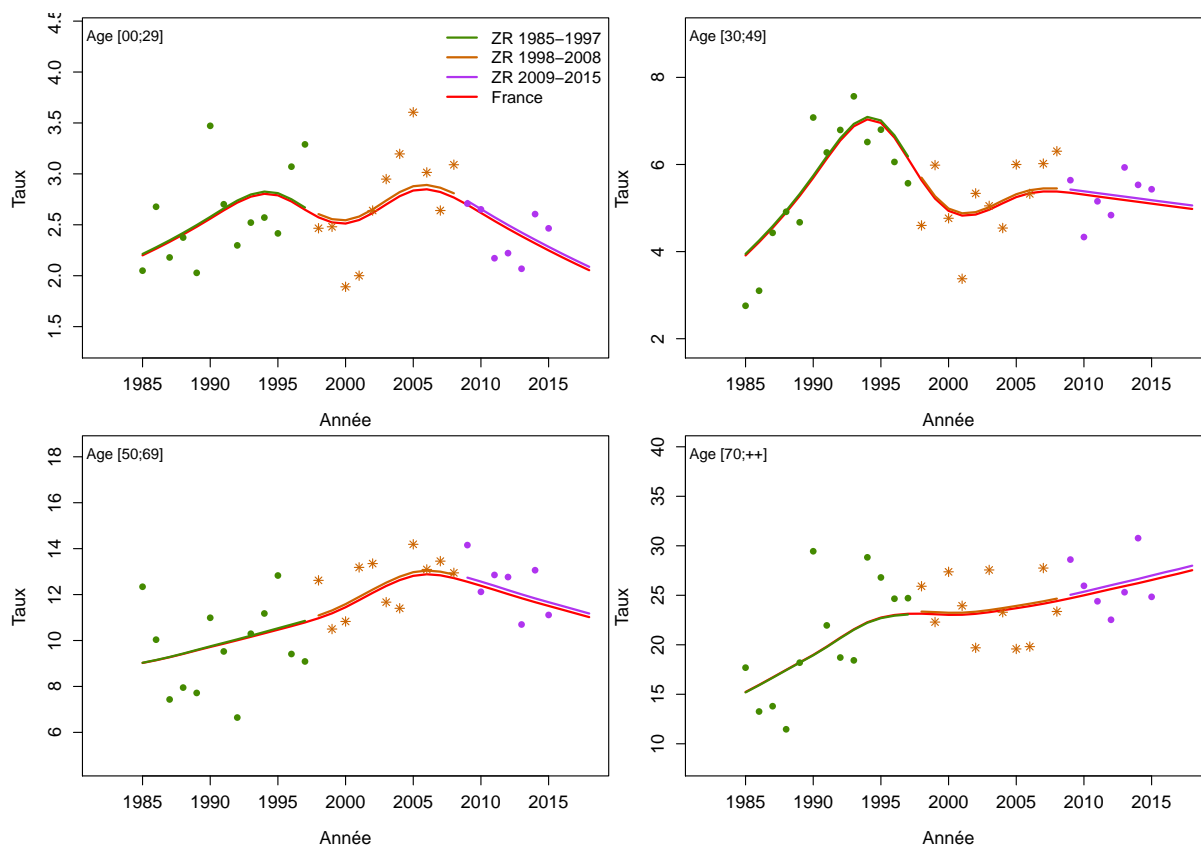 Age [00;29]
ZR 1985−1997
ZR 1998−2008
ZR 2009−2015
France
4.5
4.0
3.5
3.0
2.5
2.0
1.5
Taux
1985 1990 1995 2000 2005 2010 2015
Année
Age [30;49]
8
6
4
2
Taux
1985 1990 1995 2000 2005 2010 2015
Année
Age [50;69]
18
16
14
12
10
8
6
Taux
1985 1990 1995 2000 2005 2010 2015
Année
Age [70;++]
40
35
30
25
20
15
10
Taux
1985 1990 1995 2000 2005 2010 2015
Année